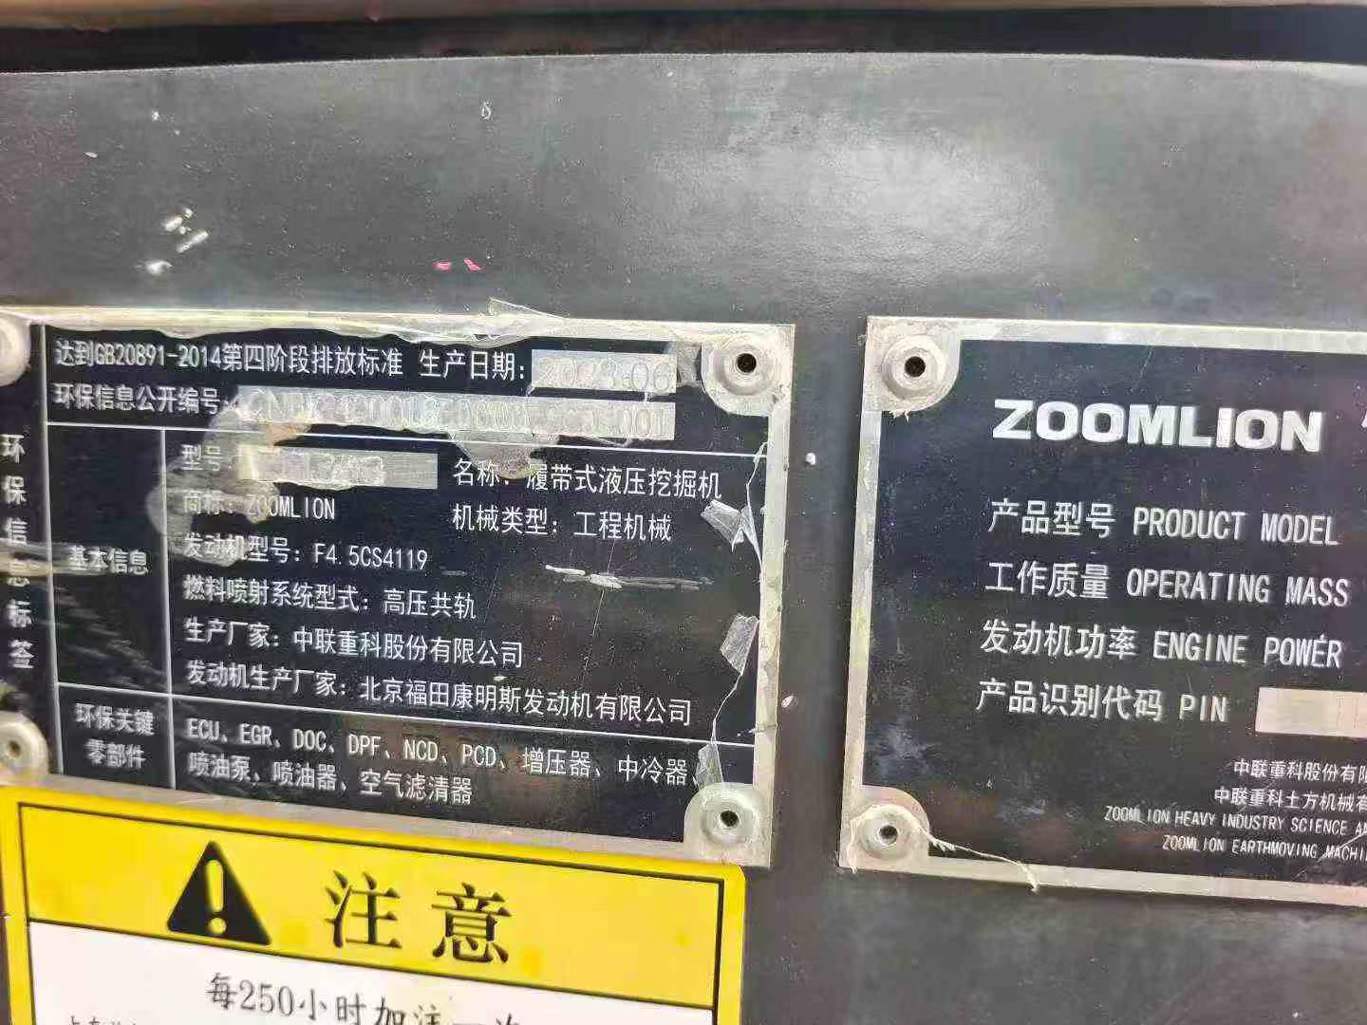 达到GB20891-2014第四阶段排放标准 生产日期:
环保信息公开编号:
环保信息标签
基本信息
型号
名称: 履带式液压挖掘机
商标: ZOOMLION
机械类型: 工程机械
发动机型号: F4.5CS4119
燃料喷射系统型式: 高压共轨
生产厂家: 中联重科股份有限公司
发动机生产厂家: 北京福田康明斯发动机有限公司
环保关键
零部件
ECU、EGR、DOC、DPF、NCD、PCD、增压器、中冷器、
喷油泵、喷油器、空气滤清器
注意
每250小时加注一次
ZOOMLION
产品型号 PRODUCT MODEL
工作质量 OPERATING MASS
发动机功率 ENGINE POWER
产品识别代码 PIN
中联重科股份有
中联重科土方机械
ZOOMLION HEAVY INDUSTRY SCIENCE
ZOOMLION EARTHMOVING